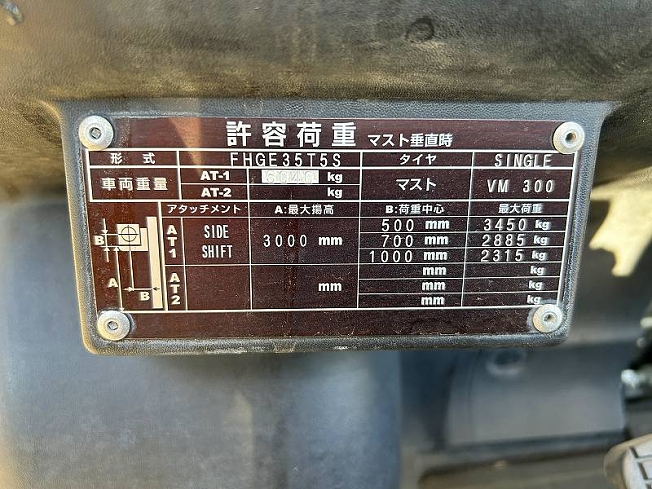 許容荷重 マスト垂直時
形式 FHGE35T5S タイヤ SINGLE
車両重量 AT-1 kg マスト VM 300
AT-2 kg
アタッチメント A:最大揚高 B:荷重中心 最大荷重
AT1 SIDE SHIFT 3000 mm 500 mm 3450 kg
700 mm 2885 kg
1000 mm 2315 kg
AT2 mm mm kg
mm kg
B
A
B